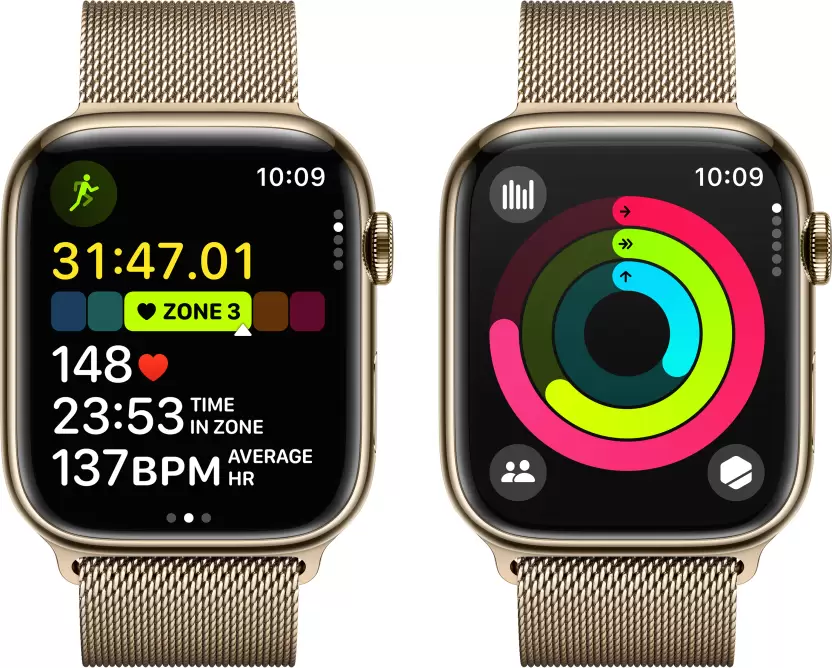 10:09
31:47.01
ZONE 3
148
23:53 TIME IN ZONE
137BPM AVERAGE HR
10:09